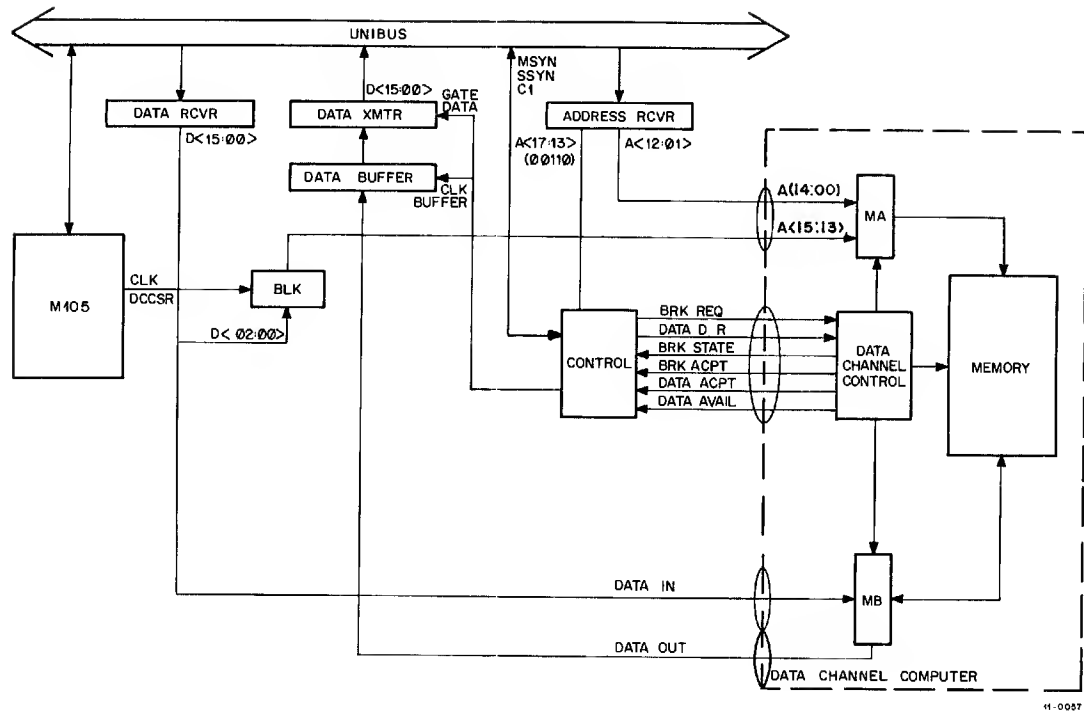 UNIBUS
MSYN
SSYN
C1
D<15:00>
GATE
DATA
DATA RCVR
DATA XMTR
ADDRESS RCVR
D<15:00>
A<17:13>
(00110)
A<12:01>
DATA BUFFER
CLK
BUFFER
A(14:00)
MA
A<15:13>
M105
CLK
DCCSR
BLK
D<02:00>
CONTROL
BRK REQ
DATA D R
BRK STATE
BRK ACPT
DATA ACPT
DATA AVAIL
DATA
CHANNEL
CONTROL
MEMORY
DATA IN
MB
DATA OUT
DATA CHANNEL COMPUTER
11-0057